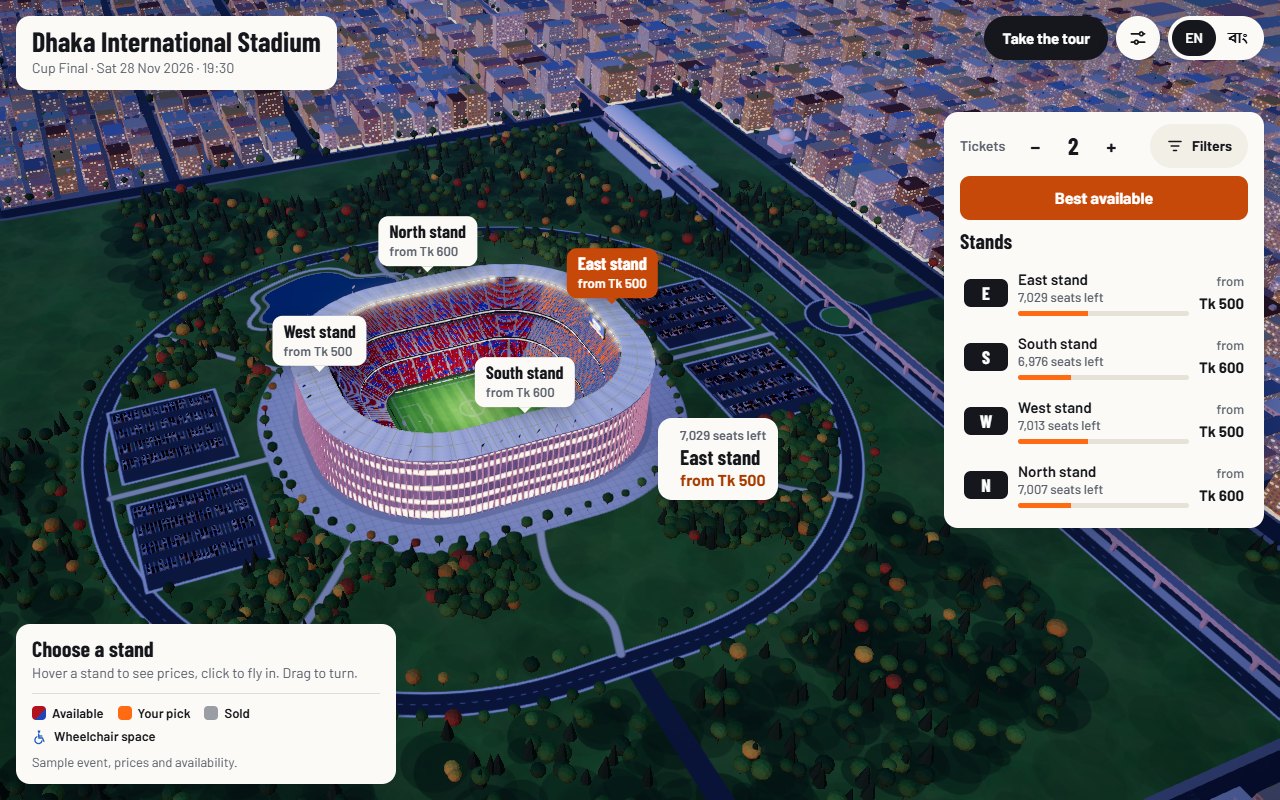 Dhaka International Stadium
Cup Final · Sat 28 Nov 2026 · 19:30
Take the tour
EN
বাং
Tickets
– 2 +
Filters
Best available
Stands
E
East stand
7,029 seats left
from
Tk 500
S
South stand
6,976 seats left
from
Tk 600
W
West stand
7,013 seats left
from
Tk 500
N
North stand
7,007 seats left
from
Tk 600
North stand
from Tk 600
East stand
from Tk 500
West stand
from Tk 500
South stand
from Tk 600
7,029 seats left
East stand
from Tk 500
Choose a stand
Hover a stand to see prices, click to fly in. Drag to turn.
Available
Your pick
Sold
Wheelchair space
Sample event, prices and availability.